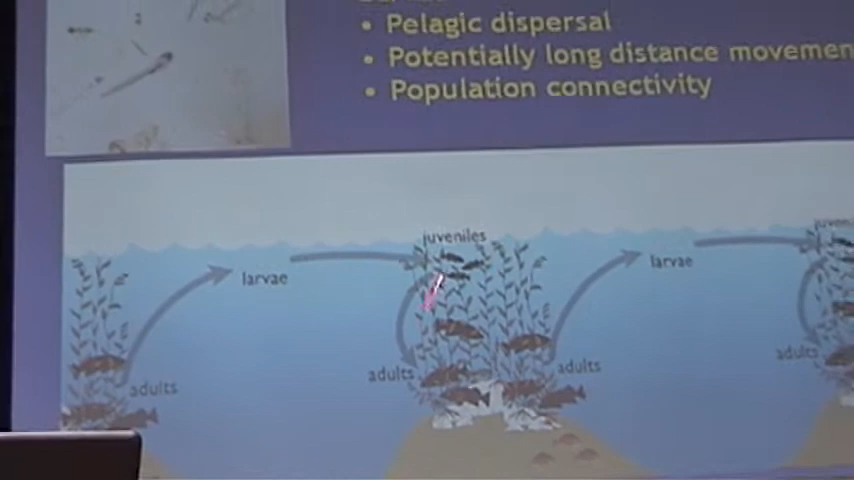 • Pelagic dispersal
• Potentially long distance movemen
• Population connectivity
juveniles
larvae
larvae
adults
adults
adults
adults